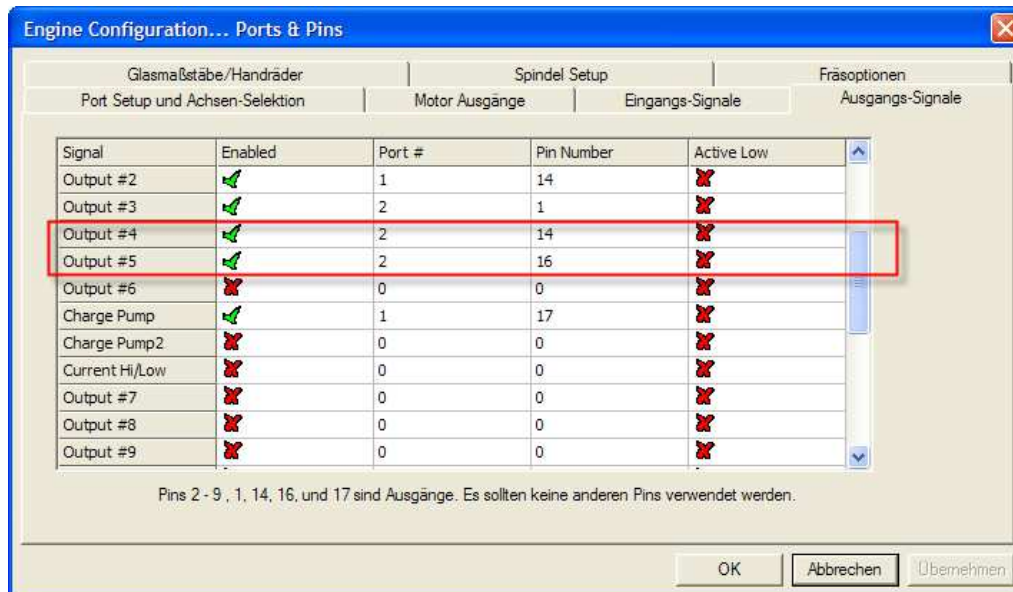 Engine Configuration... Ports & Pins
Glasmaßstäbe/Handräder Spindel Setup Fräsoptionen
Port Setup und Achsen-Selektion Motor Ausgänge Eingangs-Signale Ausgangs-Signale
Signal Enabled Port # Pin Number Active Low
Output #2 1 14
Output #3 2 1
Output #4 2 14
Output #5 2 16
Output #6 0 0
Charge Pump 1 17
Charge Pump2 0 0
Current Hi/Low 0 0
Output #7 0 0
Output #8 0 0
Output #9 0 0
Pins 2 - 9 , 1, 14, 16, und 17 sind Ausgänge. Es sollten keine anderen Pins verwendet werden.
OK Abbrechen Übernehmen